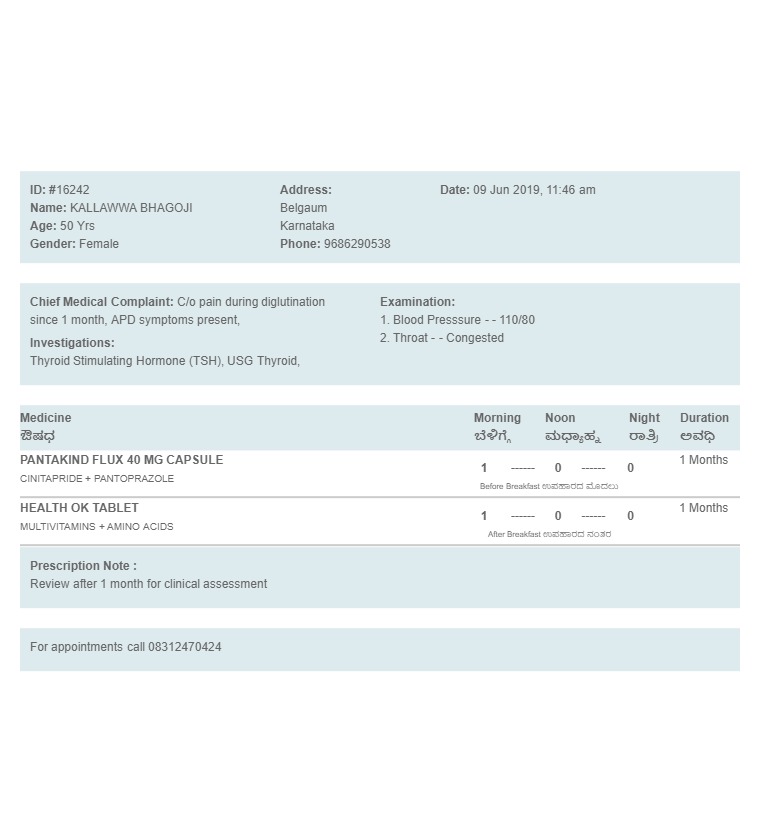 ID: #16242
Name: KALLAWWA BHAGOJI
Age: 50 Yrs
Gender: Female
Address:
Belgaum
Karnataka
Phone: 9686290538
Date: 09 Jun 2019, 11:46 am
Chief Medical Complaint: C/o pain during diglutination
since 1 month, APD symptoms present,
Investigations:
Thyroid Stimulating Hormone (TSH), USG Thyroid,
Examination:
1. Blood Presssure - - 110/80
2. Throat - - Congested
Medicine Morning Noon Night Duration
ಔಷಧ ಬೆಳಿಗ್ಗೆ ಮಧ್ಯಾಹ್ನ ರಾತ್ರಿ ಅವಧಿ
PANTAKIND FLUX 40 MG CAPSULE 1 Months
1 ------ 0 ------ 0
CINITAPRIDE + PANTOPRAZOLE
Before Breakfast ಉಪಹಾರದ ಮೊದಲು
HEALTH OK TABLET 1 Months
1 ------ 0 ------ 0
MULTIVITAMINS + AMINO ACIDS
After Breakfast ಉಪಹಾರದ ನಂತರ
Prescription Note :
Review after 1 month for clinical assessment
For appointments call 08312470424